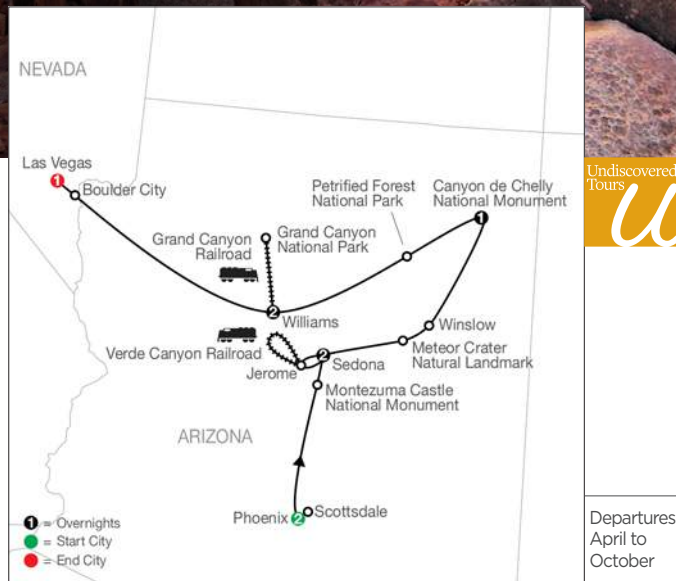 NEVADA
Las Vegas
1
Boulder City
Petrified Forest
National Park
Canyon de Chelly
National Monument
1
Grand Canyon
Railroad
Grand Canyon
National Park
2
Williams
Verde Canyon Railroad
Jerome
2
Sedona
Winslow
Meteor Crater
Natural Landmark
Montezuma Castle
National Monument
ARIZONA
Phoenix
2
Scottsdale
1 = Overnights
= Start City
= End City
Undiscovered
Tours
U
Departures
April to
October